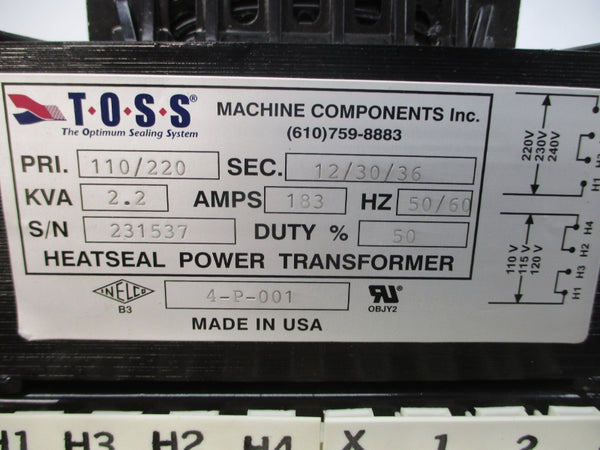 T•O•S•S®
The Optimum Sealing System
MACHINE COMPONENTS Inc.
(610)759-8883
PRI. 110/220 SEC. 12/30/36
KVA 2.2 AMPS 183 HZ 50/60
S/N 231537 DUTY % 50
HEATSEAL POWER TRANSFORMER
INELCO
B3
4-P-001
RU®
OBJY2
MADE IN USA
220V
230V
240V
H1
110 V
115 V
120 V
H4
H2
H3
H1
H1 H3 H2 H4 X 1 2